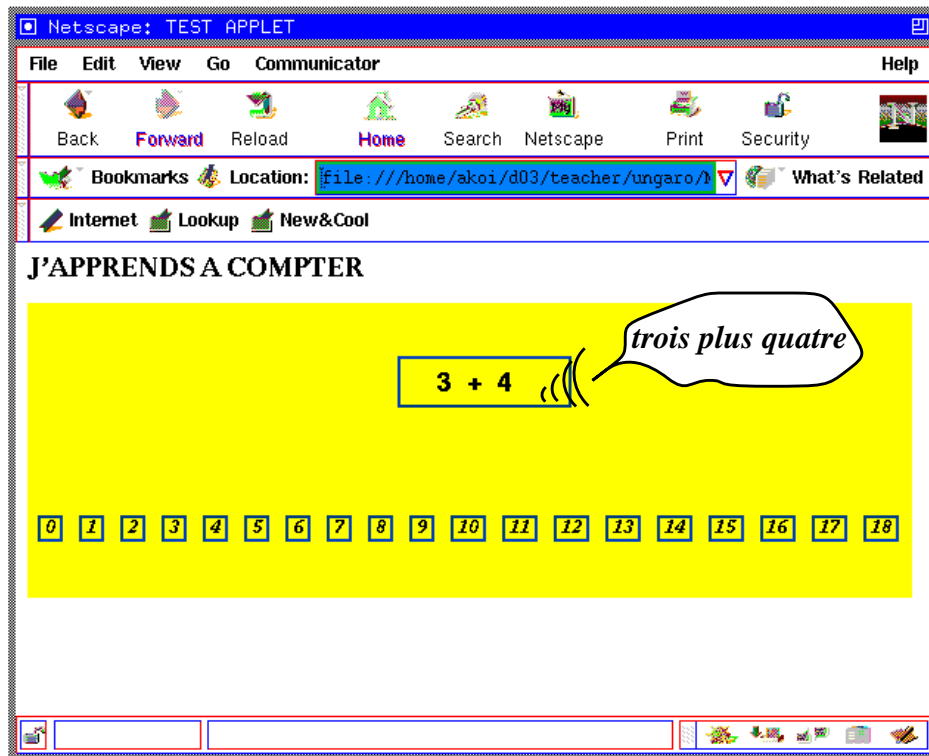 Netscape: TEST APPLET
File Edit View Go Communicator Help
Back Forward Reload Home Search Netscape Print Security
Bookmarks Location: file:///home/akoi/d03/teacher/ungaro/ What's Related
Internet Lookup New&Cool
J'APPRENDS A COMPTER
trois plus quatre
3 + 4
0 1 2 3 4 5 6 7 8 9 10 11 12 13 14 15 16 17 18